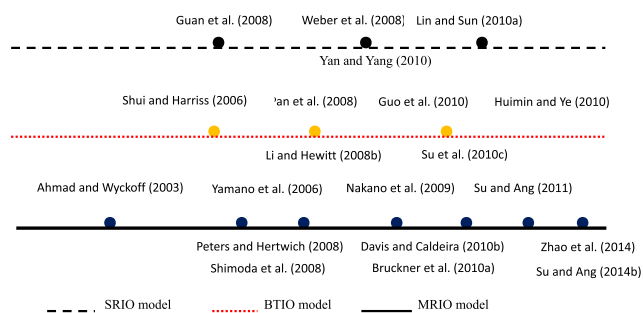 Guan et al. (2008) Weber et al. (2008) Lin and Sun (2010a)
Yan and Yang (2010)
Shui and Harriss (2006) Pan et al. (2008) Guo et al. (2010) Huimin and Ye (2010)
Li and Hewitt (2008b) Su et al. (2010c)
Ahmad and Wyckoff (2003) Yamano et al. (2006) Nakano et al. (2009) Su and Ang (2011)
Peters and Hertwich (2008) Davis and Caldeira (2010b) Zhao et al. (2014)
Shimoda et al. (2008) Bruckner et al. (2010a) Su and Ang (2014b)
SRIO model BTIO model MRIO model